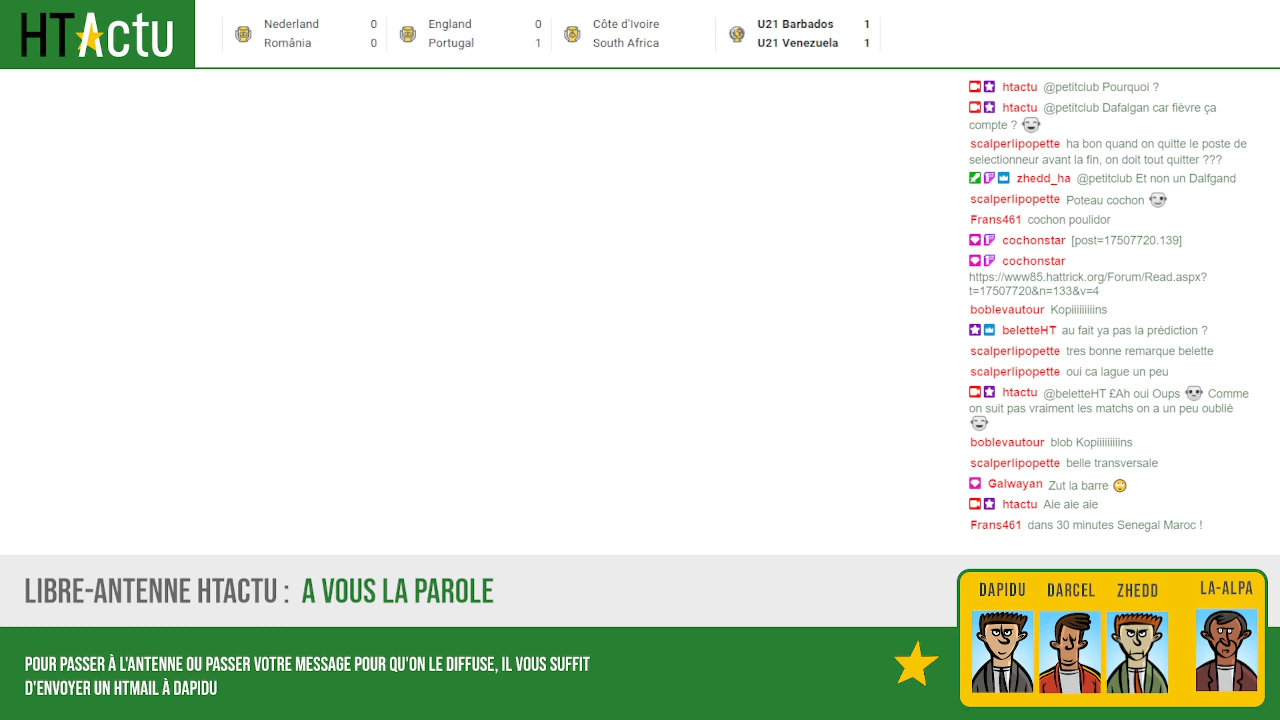 HTActu
Nederland 0
România 0
England 0
Portugal 1
Côte d'Ivoire
South Africa
U21 Barbados 1
U21 Venezuela 1
htactu @petitclub Pourquoi ?
htactu @petitclub Dafalgan car fièvre ça
compte ?
scalperlipopette ha bon quand on quitte le poste de
selectionneur avant la fin, on doit tout quitter ???
zhedd_ha @petitclub Et non un Dalfgand
scalperlipopette Poteau cochon
Frans461 cochon poulidor
cochonstar [post=17507720.139]
cochonstar
https://www85.hattrick.org/Forum/Read.aspx?
t=17507720&n=133&v=4
boblevautour Kopiiiiiiiiins
beletteHT au fait ya pas la prédiction ?
scalperlipopette tres bonne remarque belette
scalperlipopette oui ca lague un peu
htactu @beletteHT £Ah oui Oups Comme
on suit pas vraiment les matchs on a un peu oublié
boblevautour blob Kopiiiiiiiiins
scalperlipopette belle transversale
Galwayan Zut la barre
htactu Aie aie aie
Frans461 dans 30 minutes Senegal Maroc !
LIBRE-ANTENNE HTACTU : A VOUS LA PAROLE
DAPIDU DARCEL ZHEDD LA-ALPA
POUR PASSER À L'ANTENNE OU PASSER VOTRE MESSAGE POUR QU'ON LE DIFFUSE, IL VOUS SUFFIT
D'ENVOYER UN HTMAIL À DAPIDU